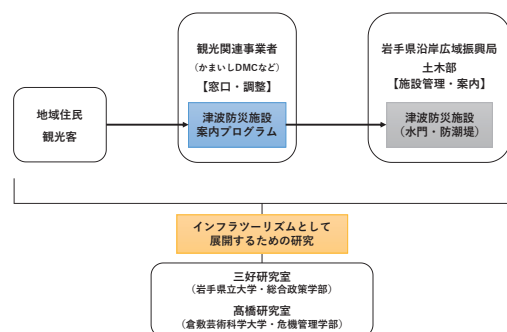 地域住民
観光客
観光関連事業者
（かまいしDMCなど）
【窓口・調整】
津波防災施設
案内プログラム
岩手県沿岸広域振興局
土木部
【施設管理・案内】
津波防災施設
（水門・防潮堤）
インフラツーリズムとして
展開するための研究
三好研究室
（岩手県立大学・総合政策学部）
髙橋研究室
（倉敷芸術科学大学・危機管理学部）